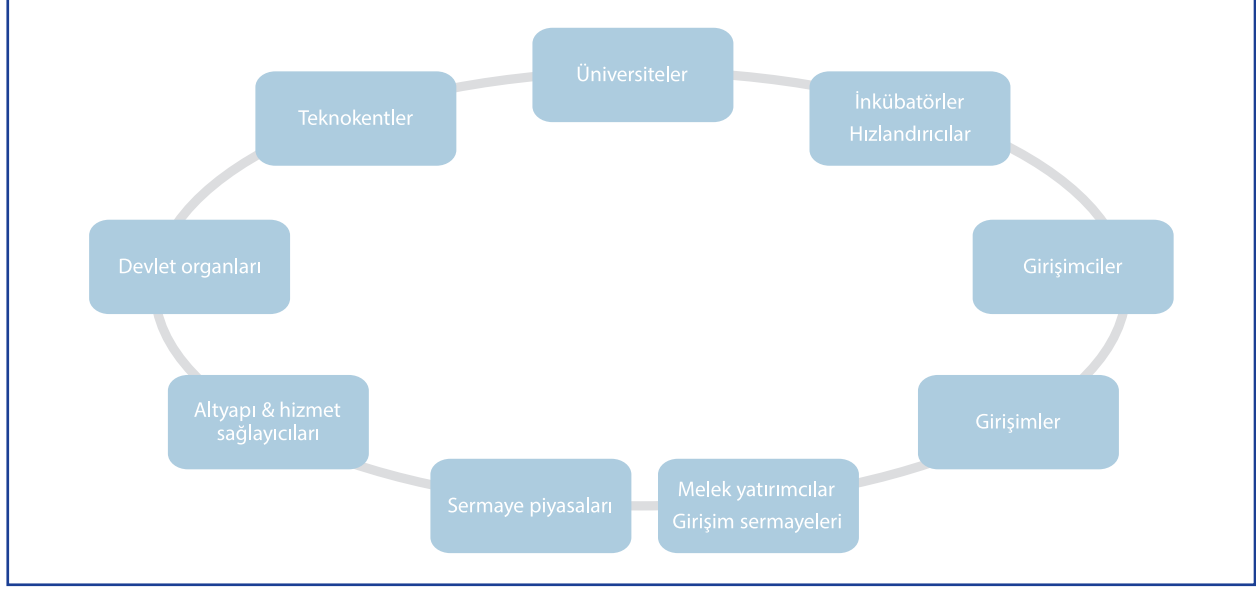 Üniversiteler
İnkübatörler
Hızlandırıcılar
Girişimciler
Girişimler
Melek yatırımcılar
Girişim sermayeleri
Sermaye piyasaları
Altyapı & hizmet
sağlayıcıları
Devlet organları
Teknokentler